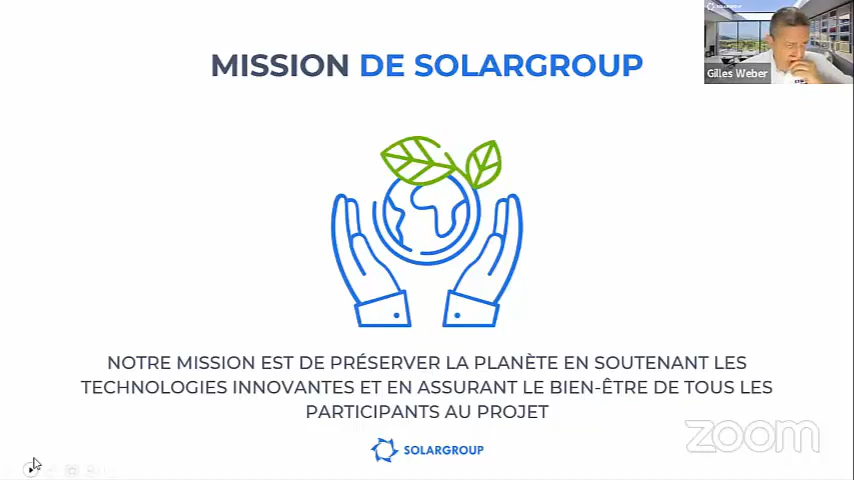 MISSION DE SOLARGROUP
SOLARGROUP
Gilles Weber
NOTRE MISSION EST DE PRÉSERVER LA PLANÈTE EN SOUTENANT LES
TECHNOLOGIES INNOVANTES ET EN ASSURANT LE BIEN-ÊTRE DE TOUS LES
PARTICIPANTS AU PROJET
zoom
SOLARGROUP